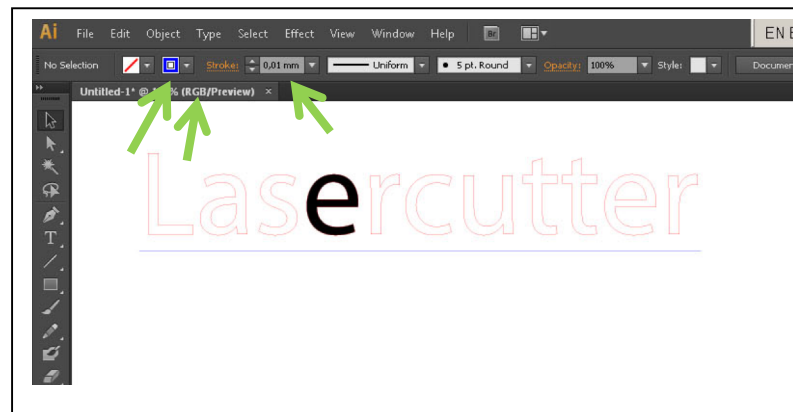 Ai File Edit Object Type Select Effect View Window Help Br EN
No Selection Stroke: 0,01 mm Uniform 5 pt. Round Opacity: 100% Style: Documen
Untitled-1* @ % (RGB/Preview) ×
Lasercutter
T